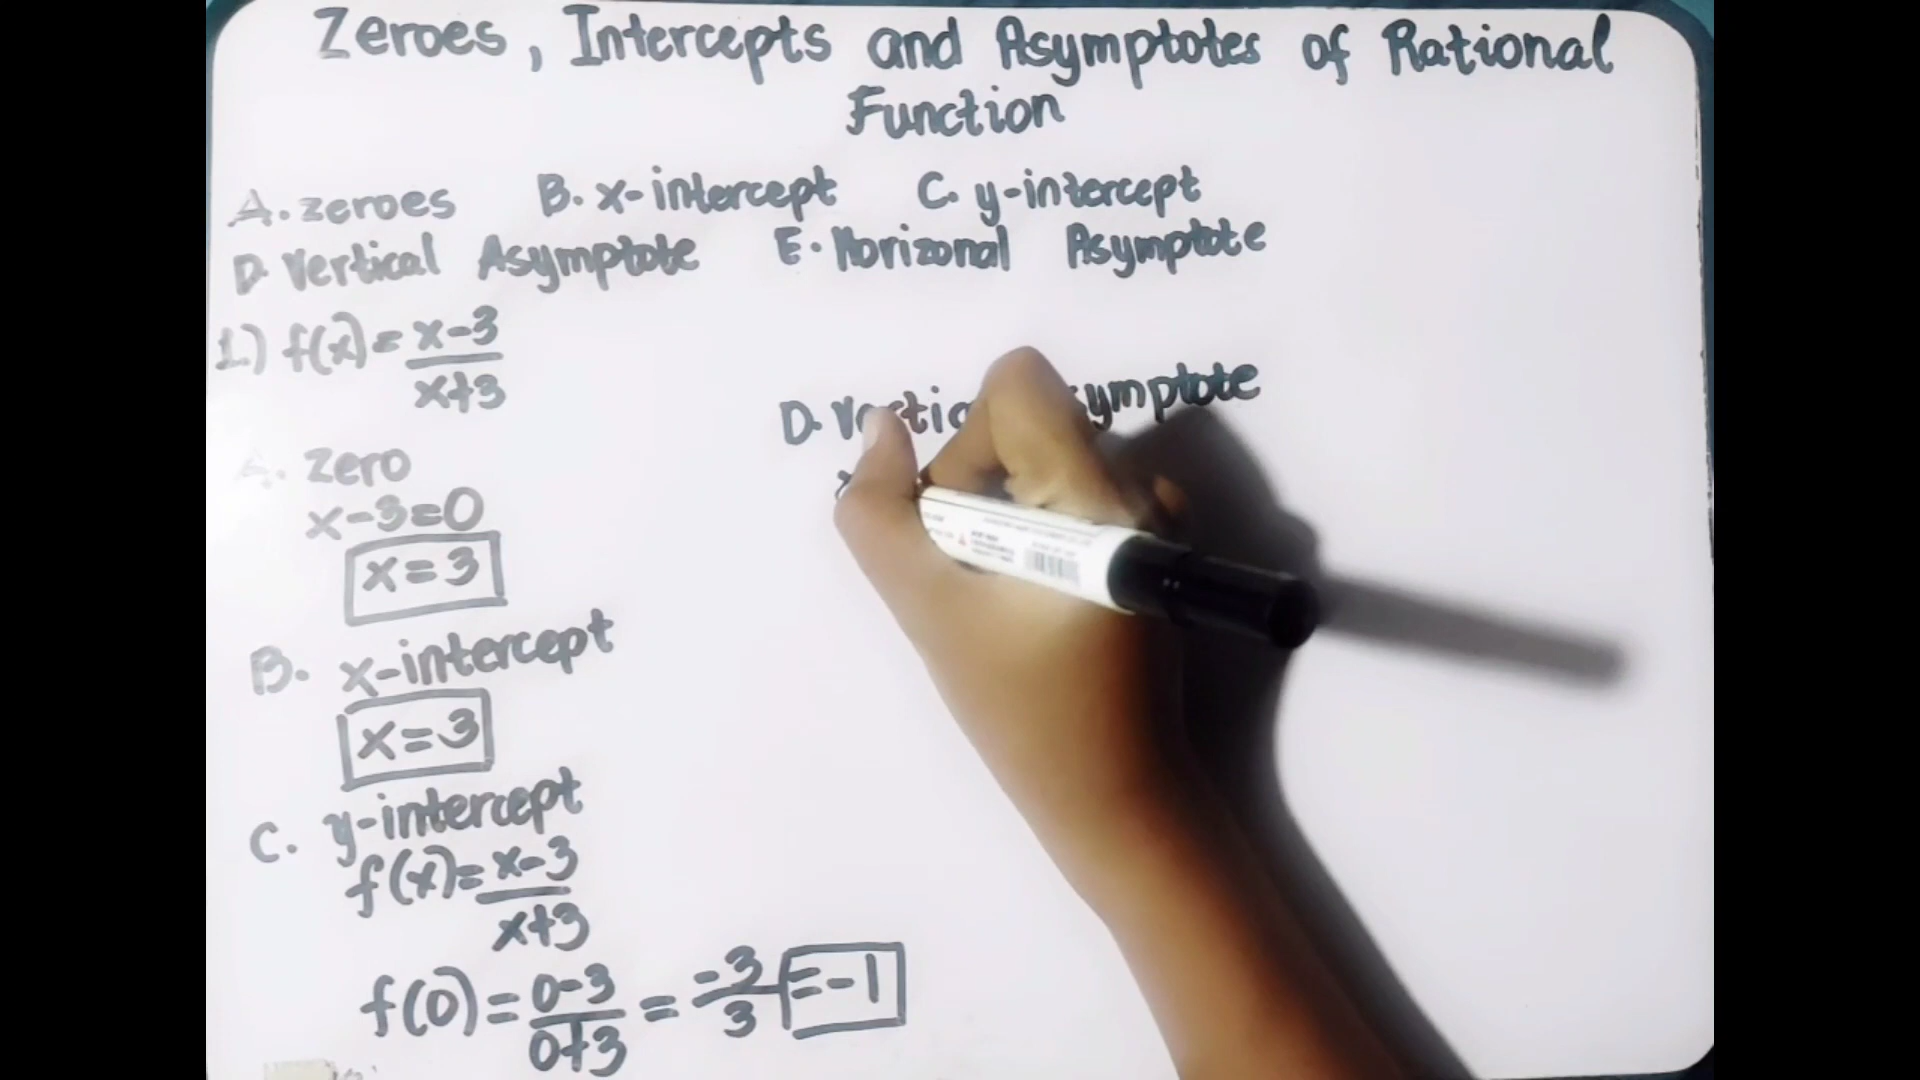 Zeroes, Intercepts and Asymptotes of Rational
Function
A. zeroes B. x-intercept C. y-intercept
D. Vertical Asymptote E. Horizonal Asymptote
1.) f(x) = x-3
x+3
A. Zero
x-3=0
x=3
B. x-intercept
x=3
C. y-intercept
f(x)= x-3
x+3
f(0) = 0-3 = -3 = -1
0+3 3
D.